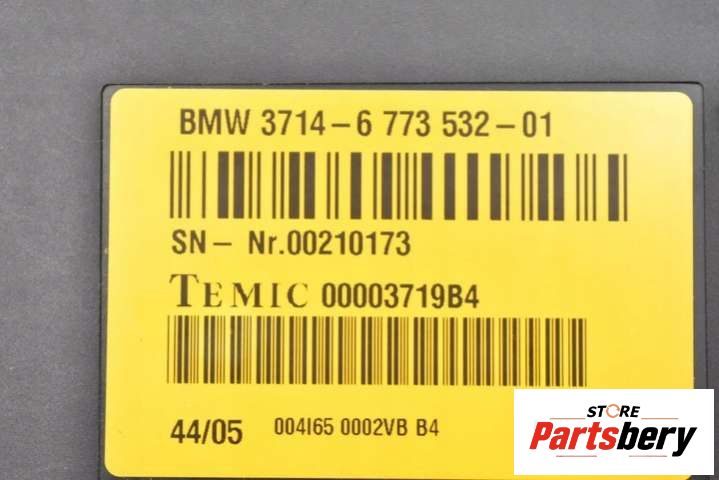 BMW 3714-6 773 532-01
SN- Nr.00210173
TEMIC 00003719B4
44/05 004I65 0002VB B4
STORE
Partsbery